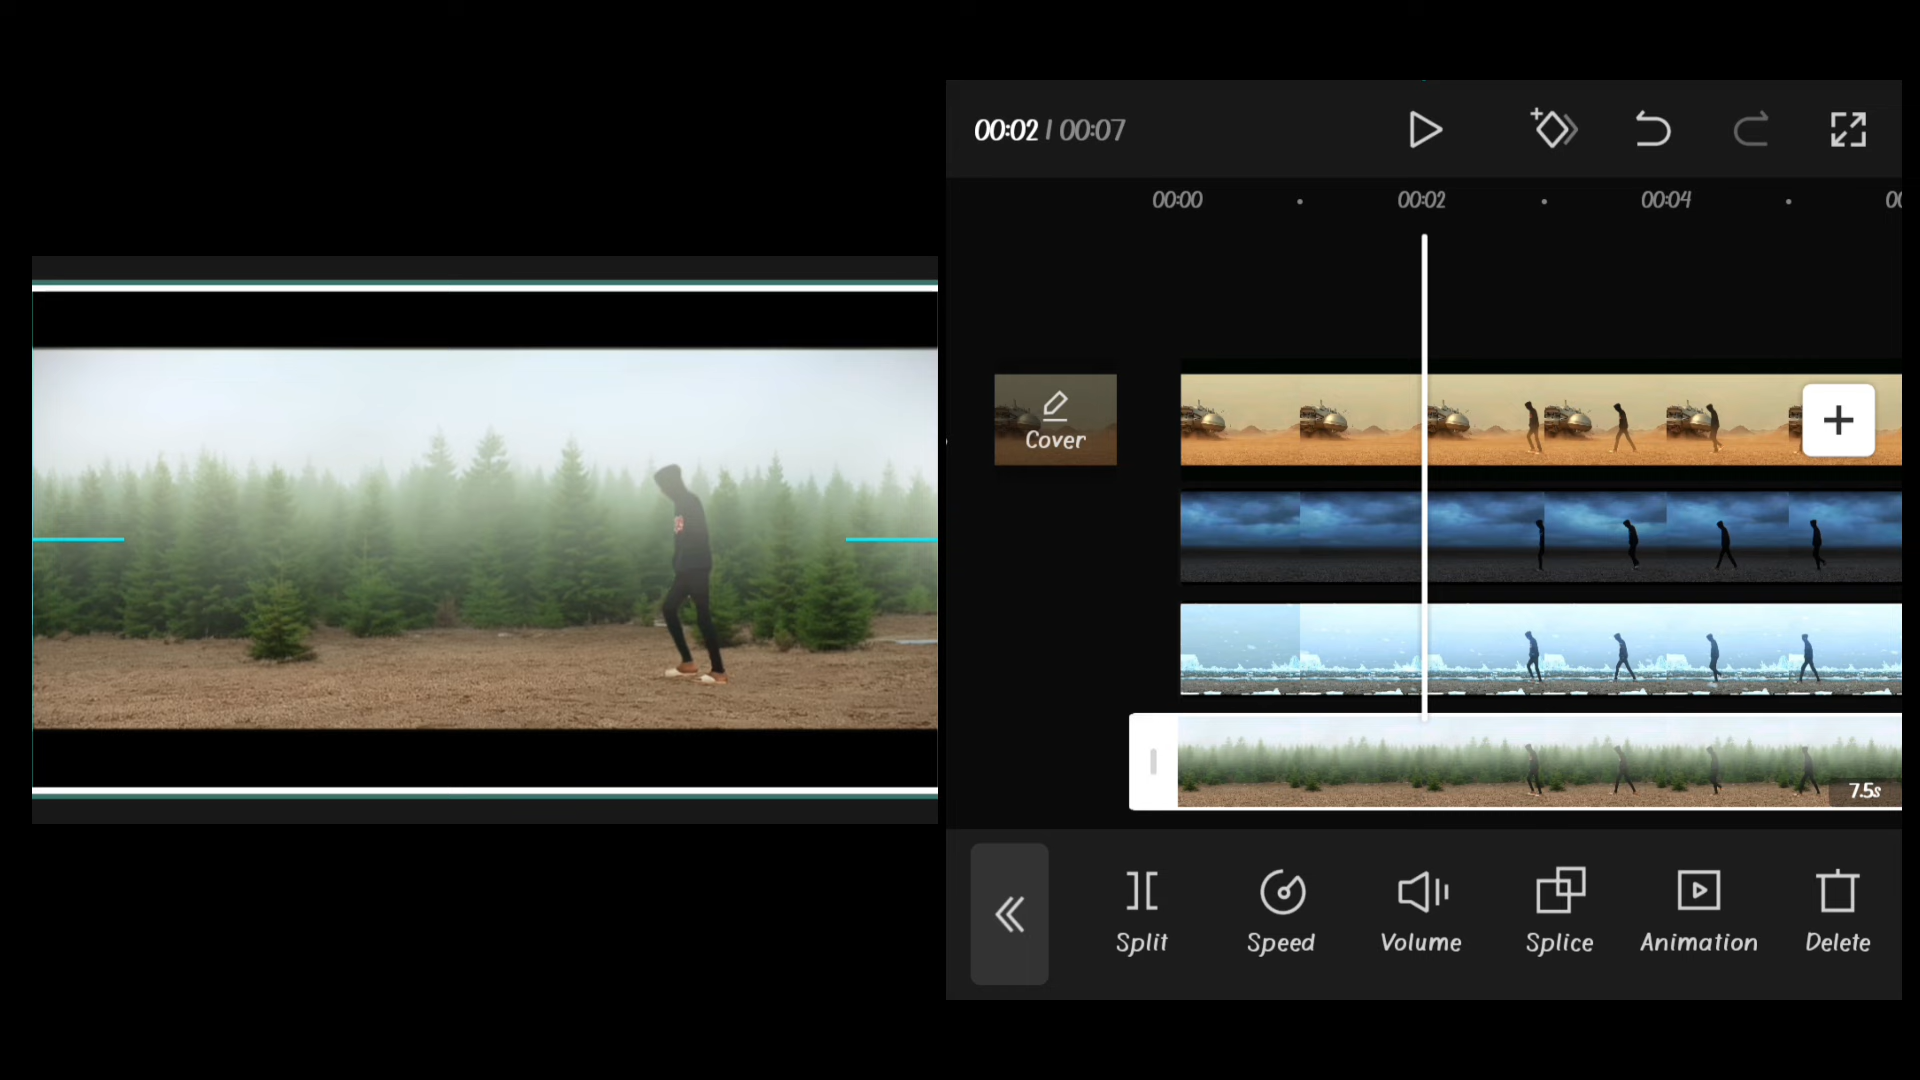 00:02 / 00:07
00:00 00:02 00:04 00
Cover
7.5s
Split Speed Volume Splice Animation Delete